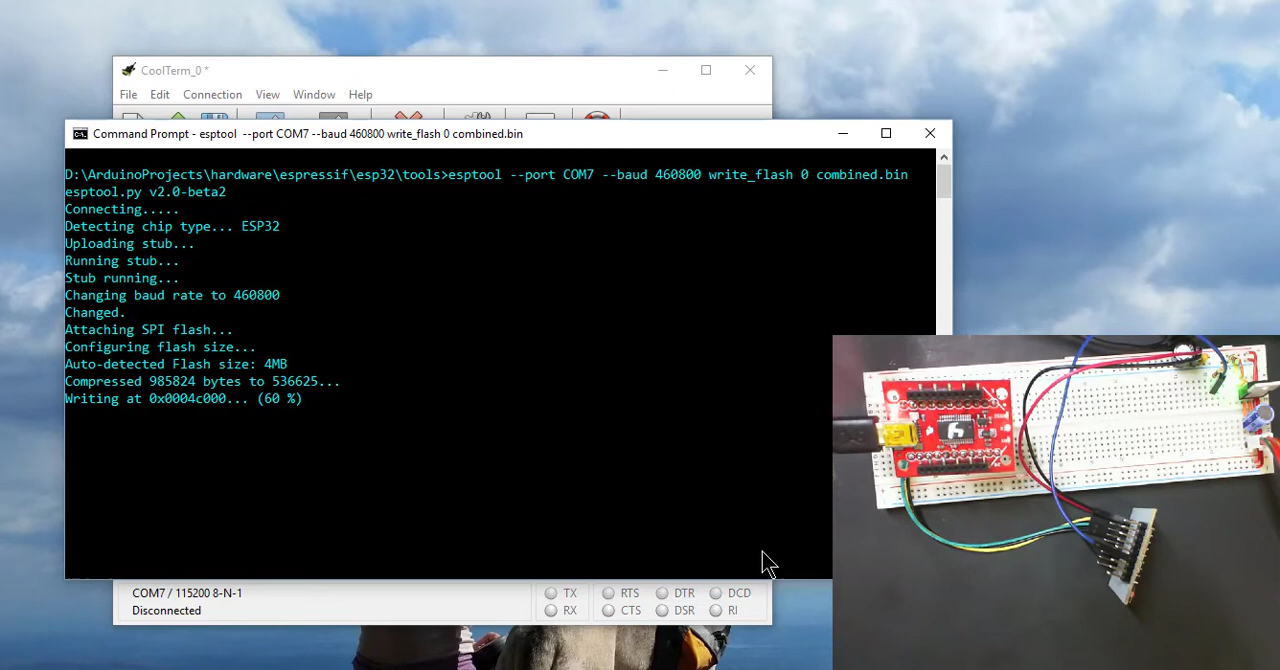 CoolTerm_0 *
File Edit Connection View Window Help
Command Prompt - esptool --port COM7 --baud 460800 write_flash 0 combined.bin
D:\ArduinoProjects\hardware\espressif\esp32\tools>esptool --port COM7 --baud 460800 write_flash 0 combined.bin
esptool.py v2.0-beta2
Connecting.....
Detecting chip type... ESP32
Uploading stub...
Running stub...
Stub running...
Changing baud rate to 460800
Changed.
Attaching SPI flash...
Configuring flash size...
Auto-detected Flash size: 4MB
Compressed 985824 bytes to 536625...
Writing at 0x0004c000... (60 %)
COM7 / 115200 8-N-1
TX RTS DTR DCD
Disconnected
RX CTS DSR RI